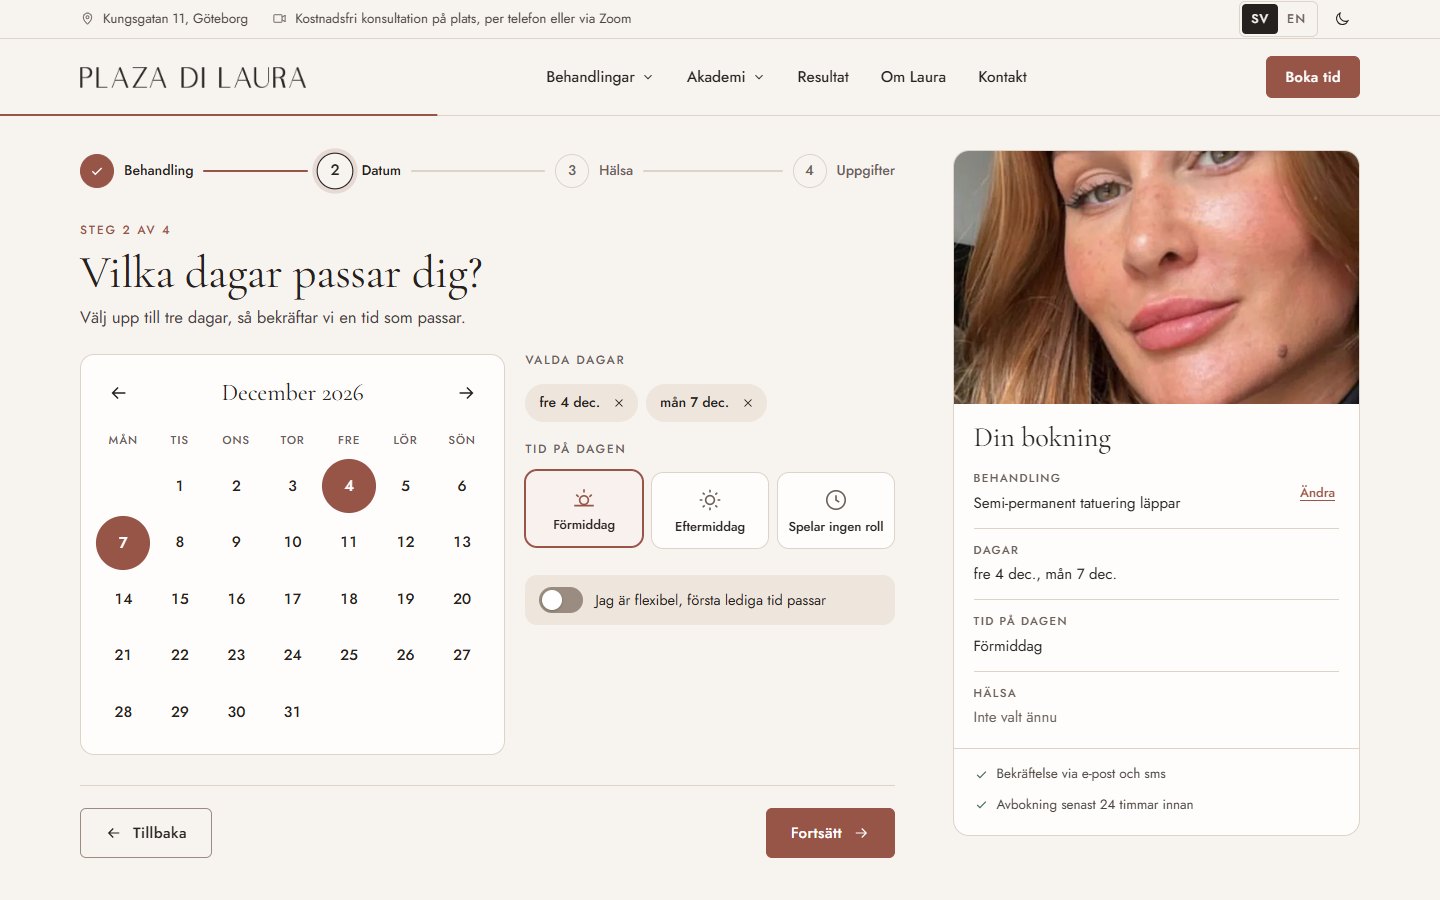 Kungsgatan 11, Göteborg
Kostnadsfri konsultation på plats, per telefon eller via Zoom
SV EN
PLAZA DI LAURA
Behandlingar Akademi Resultat Om Laura Kontakt
Boka tid
Behandling 2 Datum 3 Hälsa 4 Uppgifter
STEG 2 AV 4
Vilka dagar passar dig?
Välj upp till tre dagar, så bekräftar vi en tid som passar.
December 2026
MÅN TIS ONS TOR FRE LÖR SÖN
1 2 3 4 5 6
7 8 9 10 11 12 13
14 15 16 17 18 19 20
21 22 23 24 25 26 27
28 29 30 31
VALDA DAGAR
fre 4 dec. mån 7 dec.
TID PÅ DAGEN
Förmiddag Eftermiddag Spelar ingen roll
Jag är flexibel, första lediga tid passar
Tillbaka
Fortsätt
Din bokning
BEHANDLING
Semi-permanent tatuering läppar
Ändra
DAGAR
fre 4 dec., mån 7 dec.
TID PÅ DAGEN
Förmiddag
HÄLSA
Inte valt ännu
Bekräftelse via e-post och sms
Avbokning senast 24 timmar innan